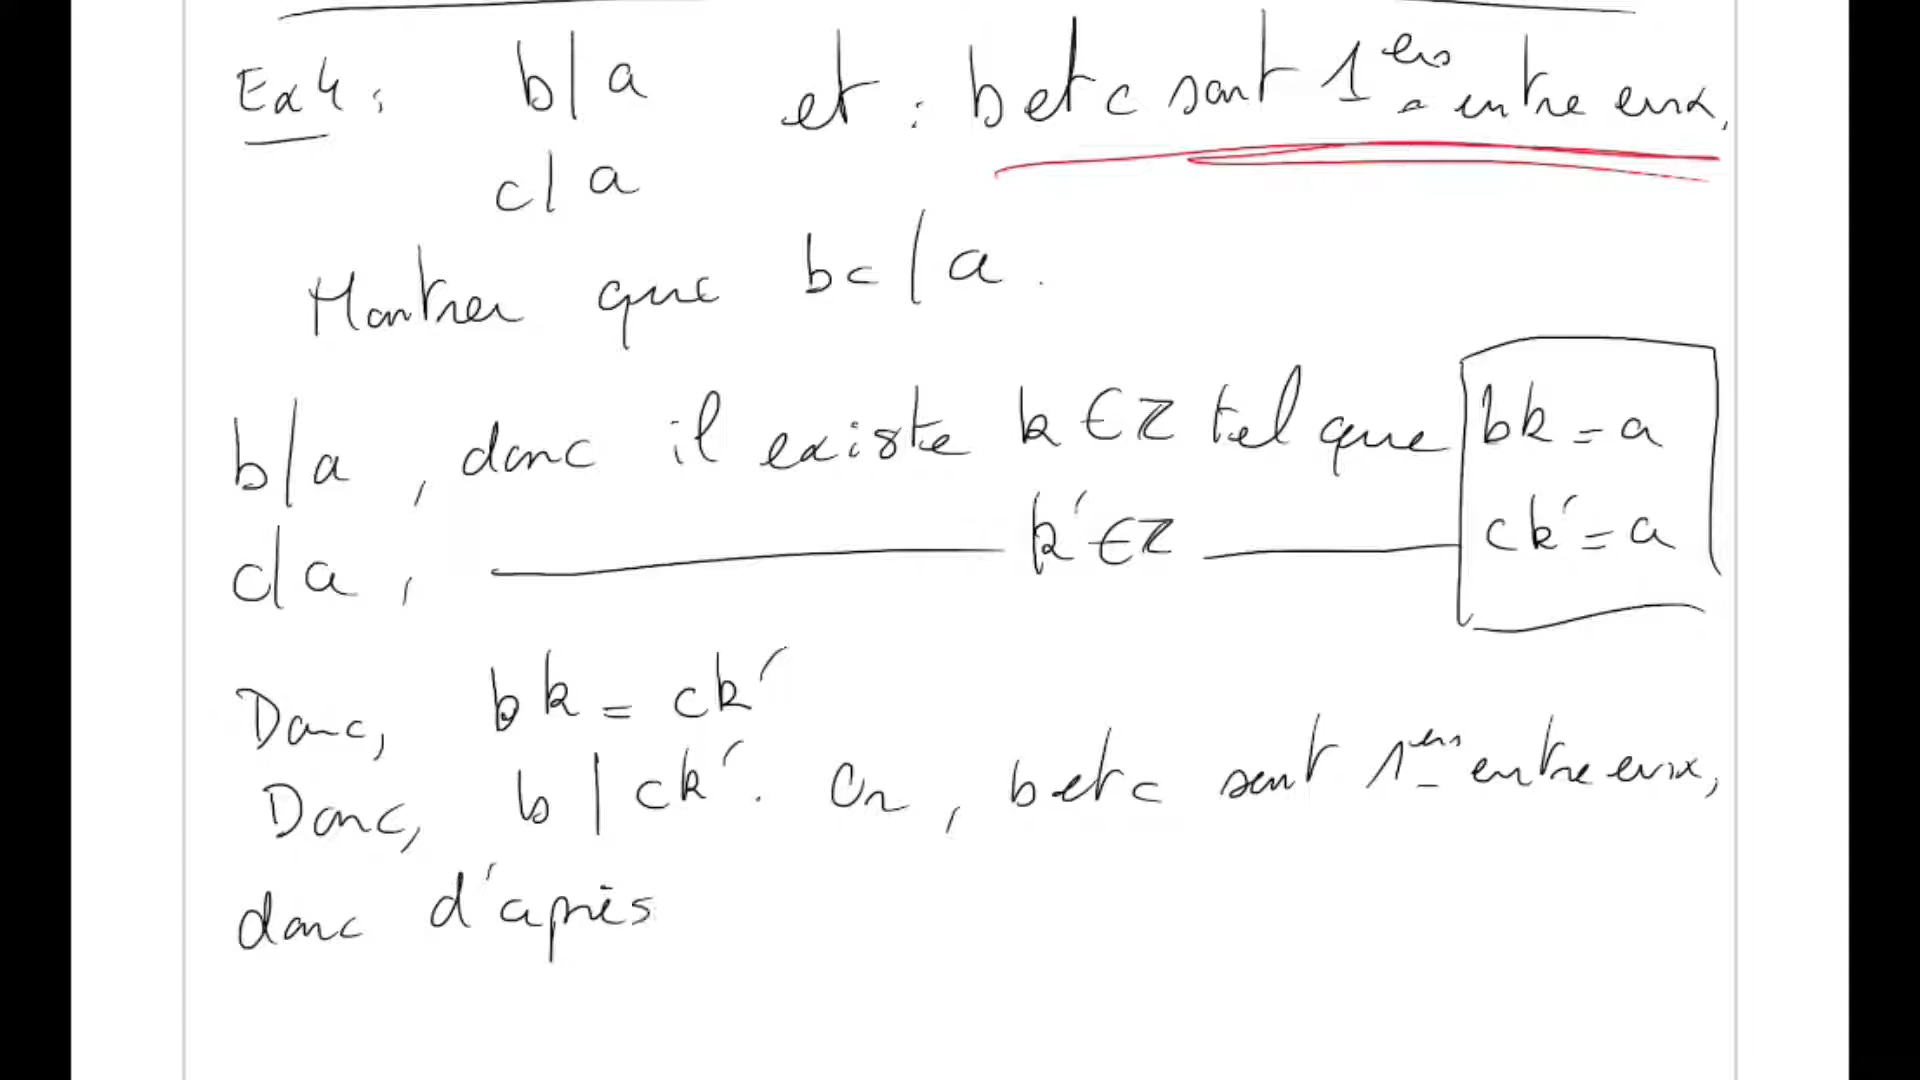 Ex 4 : b|a et : b et c sont 1ers entre eux,
c|a
Montrer que bc|a.
b|a, donc il existe k ∈ ℤ tel que bk = a
c|a, k' ∈ ℤ ck' = a
Donc, bk = ck'
Donc, b | ck'. Or, b et c sont 1ers entre eux,
donc d'après